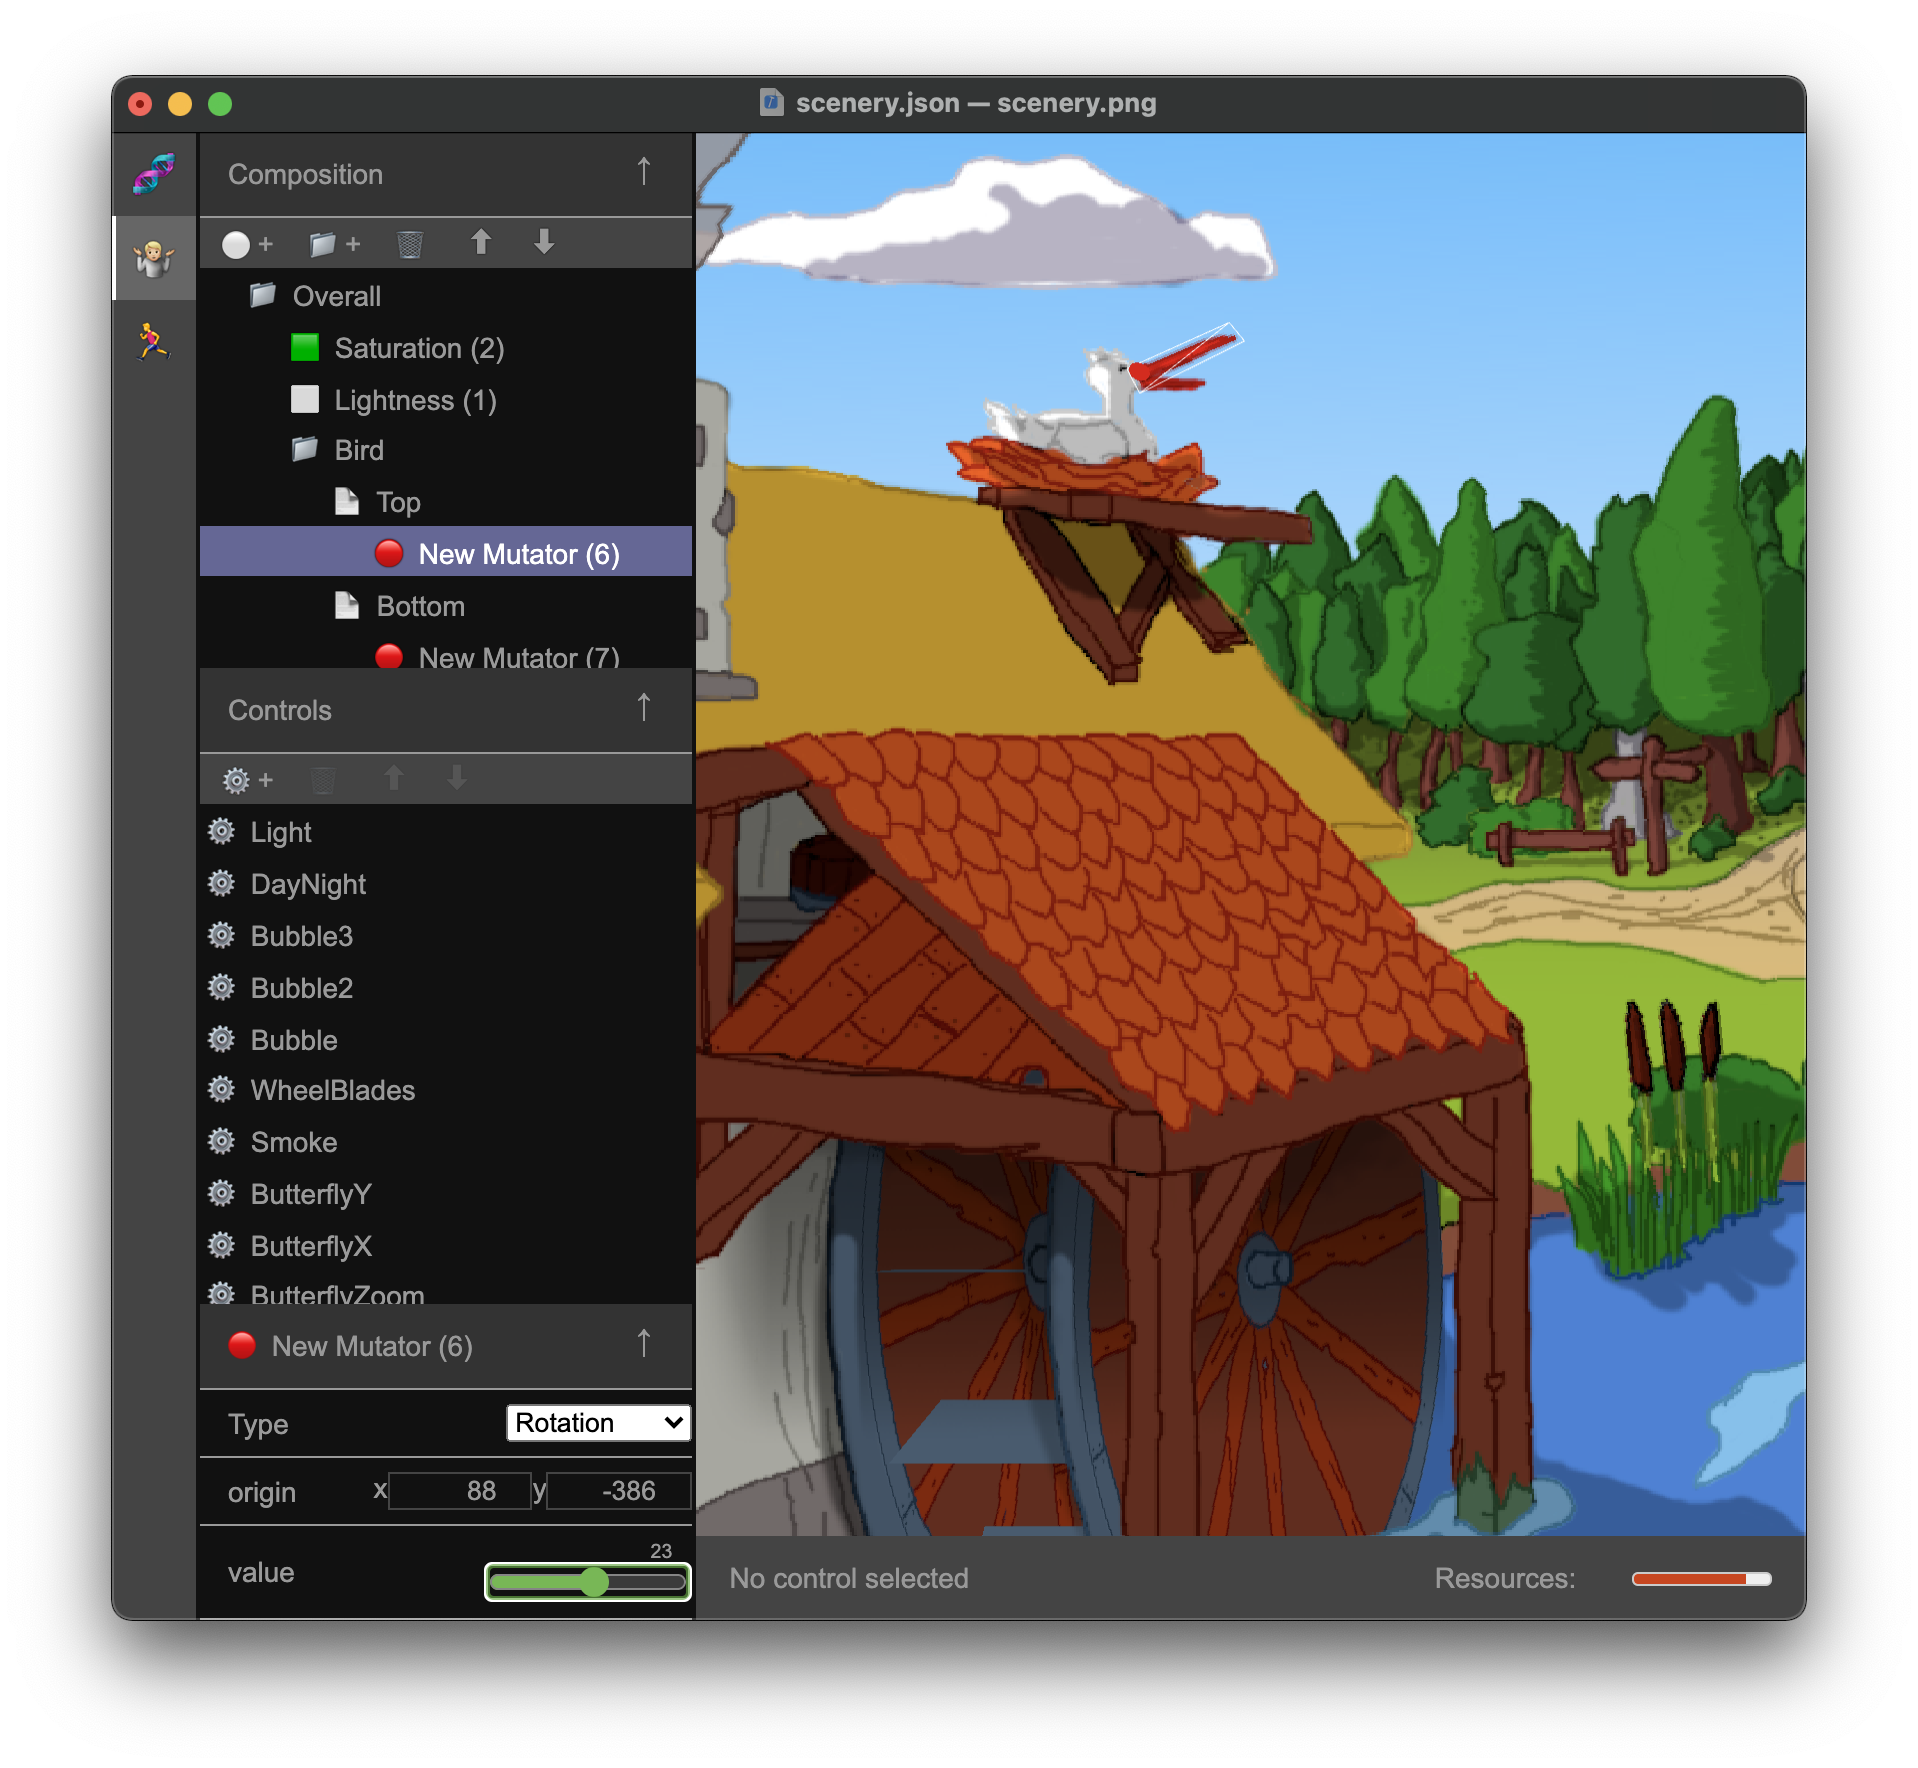 scenery.json — scenery.png
Composition
Overall
Saturation (2)
Lightness (1)
Bird
Top
New Mutator (6)
Bottom
New Mutator (7)
Controls
Light
DayNight
Bubble3
Bubble2
Bubble
WheelBlades
Smoke
ButterflyY
ButterflyX
ButterflyZoom
New Mutator (6)
Type Rotation
origin x 88 y -386
value 23
No control selected Resources: